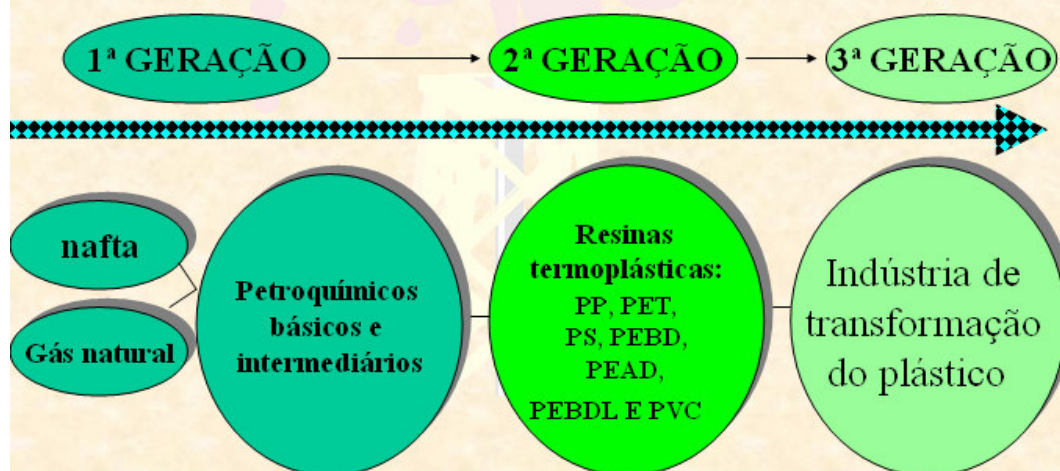 1ª GERAÇÃO
2ª GERAÇÃO
3ª GERAÇÃO
nafta
Gás natural
Petroquímicos
básicos e
intermediários
Resinas
termoplásticas:
PP, PET,
PS, PEBD,
PEAD,
PEBDL E PVC
Indústria de
transformação
do plástico